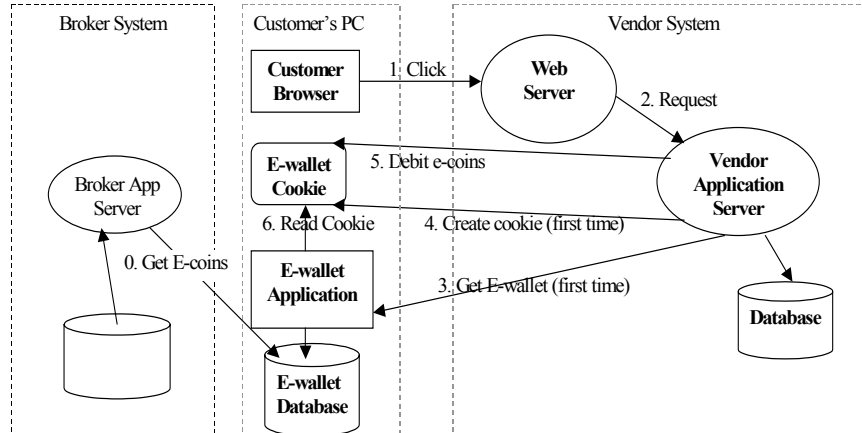 Broker System
Customer's PC
Vendor System
Customer
Browser
1. Click
Web
Server
2. Request
E-wallet
Cookie
5. Debit e-coins
Vendor
Application
Server
Broker App
Server
6. Read Cookie
4. Create cookie (first time)
0. Get E-coins
E-wallet
Application
3. Get E-wallet (first time)
Database
E-wallet
Database